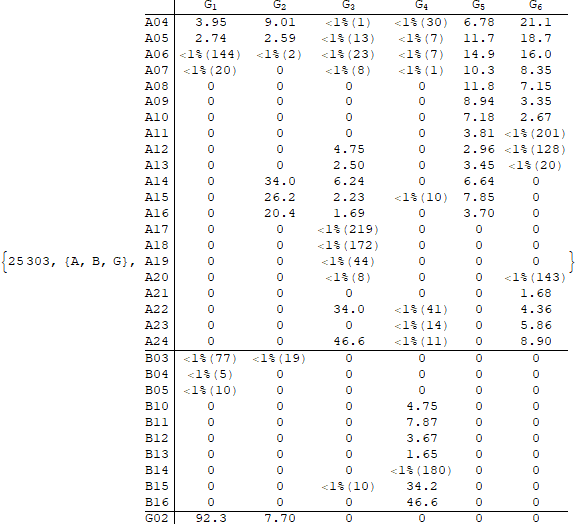 G₁ G₂ G₃ G₄ G₅ G₆
A04 3.95 9.01 <1%(1) <1%(30) 6.78 21.1
A05 2.74 2.59 <1%(13) <1%(7) 11.7 18.7
A06 <1%(144) <1%(2) <1%(23) <1%(7) 14.9 16.0
A07 <1%(20) 0 <1%(8) <1%(1) 10.3 8.35
A08 0 0 0 0 11.8 7.15
A09 0 0 0 0 8.94 3.35
A10 0 0 0 0 7.18 2.67
A11 0 0 0 0 3.81 <1%(201)
A12 0 0 4.75 0 2.96 <1%(128)
A13 0 0 2.50 0 3.45 <1%(20)
A14 0 34.0 6.24 0 6.64 0
A15 0 26.2 2.23 <1%(10) 7.85 0
A16 0 20.4 1.69 0 3.70 0
A17 0 0 <1%(219) 0 0 0
A18 0 0 <1%(172) 0 0 0
{25303, {A, B, G}, A19 0 0 <1%(44) 0 0 0 }
A20 0 0 <1%(8) 0 0 <1%(143)
A21 0 0 0 0 0 1.68
A22 0 0 34.0 <1%(41) 0 4.36
A23 0 0 0 <1%(14) 0 5.86
A24 0 0 46.6 <1%(11) 0 8.90
B03 <1%(77) <1%(19) 0 0 0 0
B04 <1%(5) 0 0 0 0 0
B05 <1%(10) 0 0 0 0 0
B10 0 0 0 4.75 0 0
B11 0 0 0 7.87 0 0
B12 0 0 0 3.67 0 0
B13 0 0 0 1.65 0 0
B14 0 0 0 <1%(180) 0 0
B15 0 0 <1%(10) 34.2 0 0
B16 0 0 0 46.6 0 0
G02 92.3 7.70 0 0 0 0